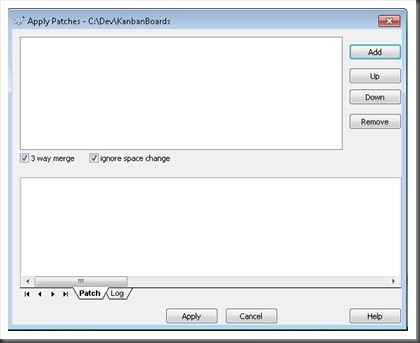 Apply Patches - C:\Dev\KanbanBoards
Add
Up
Down
Remove
3 way merge
ignore space change
Patch
Log
Apply
Cancel
Help